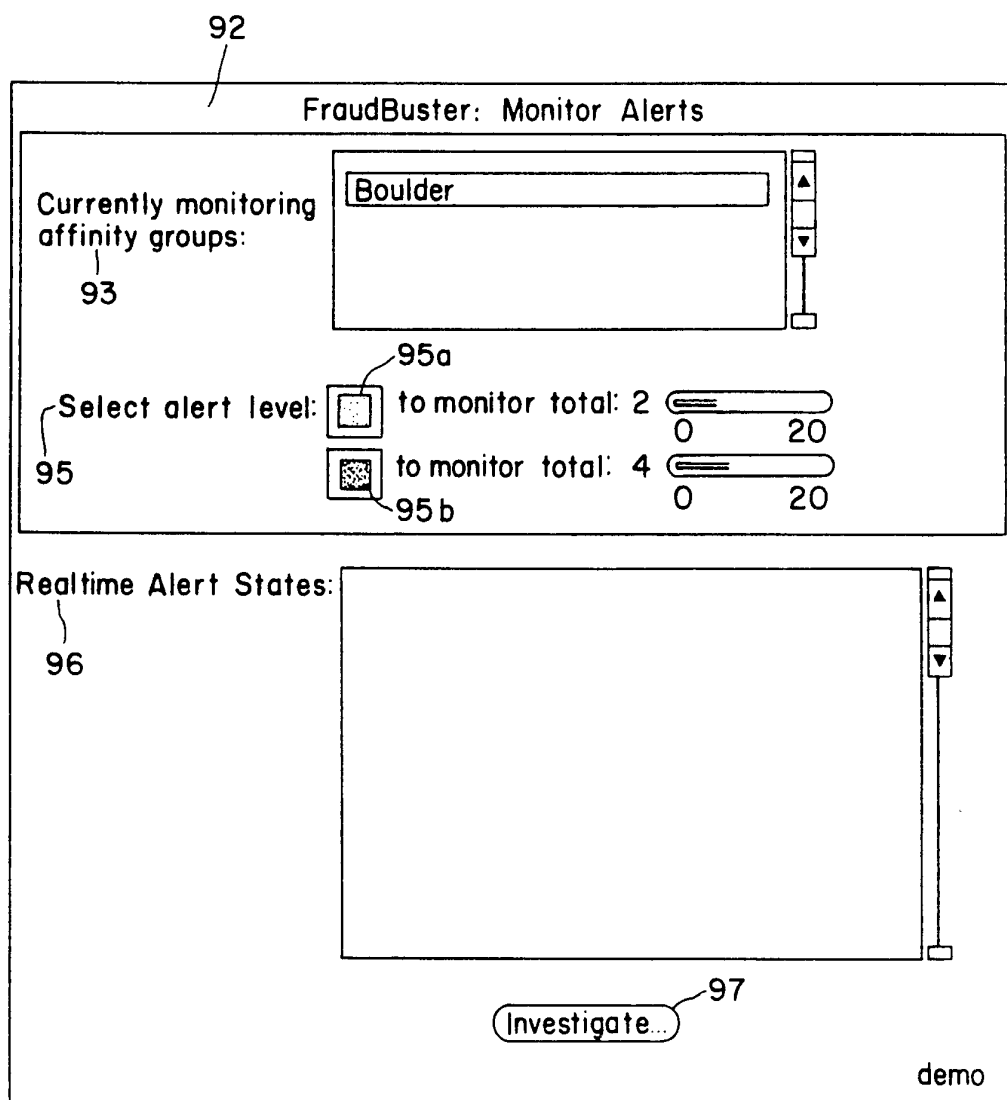 92
FraudBuster: Monitor Alerts
Currently monitoring
affinity groups:
93
Boulder
95a
Select alert level:
to monitor total: 2
0 20
95
to monitor total: 4
0 20
95b
Realtime Alert States:
96
97
Investigate...
demo